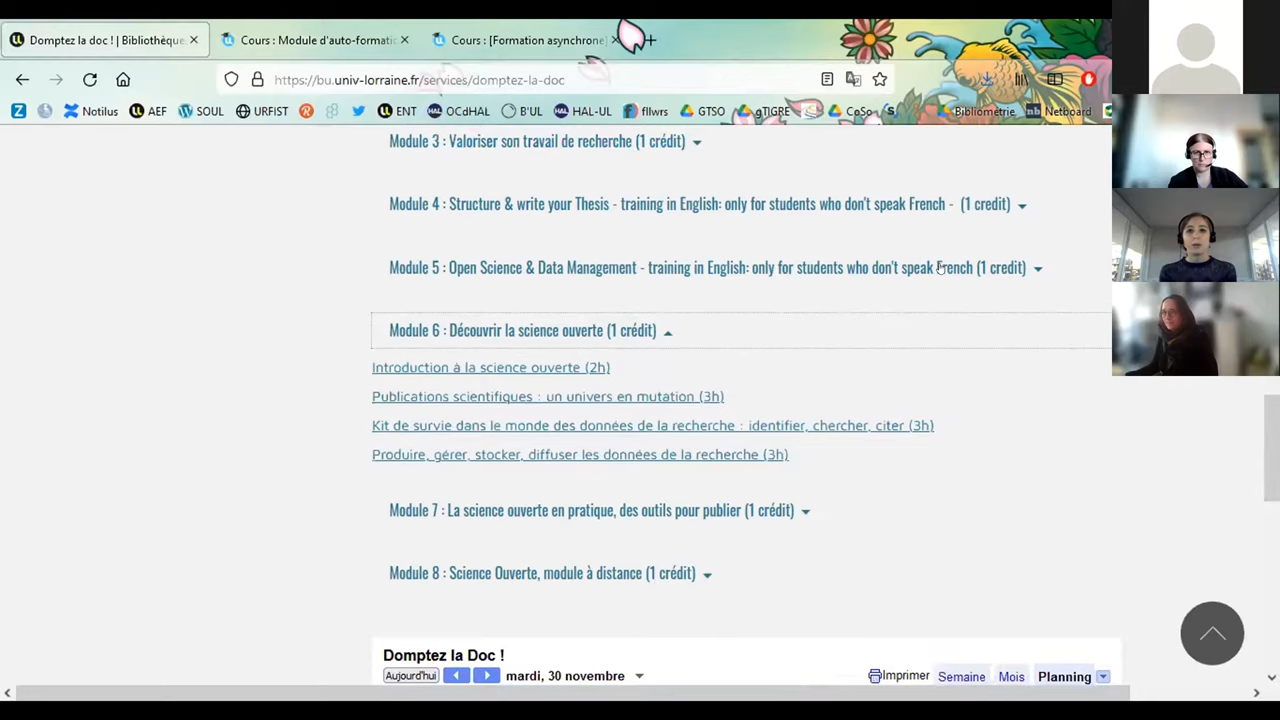 Domptez la doc ! | Bibliothèque
Cours : Module d'auto-formatio
Cours : [Formation asynchrone]
https://bu.univ-lorraine.fr/services/domptez-la-doc
Notilus AEF SOUL URFIST ENT OCdHAL B'UL HAL-UL fllwrs GTSO gTIGRE CoSo Bibliométrie Netboard
Module 3 : Valoriser son travail de recherche (1 crédit)
Module 4 : Structure & write your Thesis - training in English: only for students who don't speak French - (1 credit)
Module 5 : Open Science & Data Management - training in English: only for students who don't speak French (1 credit)
Module 6 : Découvrir la science ouverte (1 crédit)
Introduction à la science ouverte (2h)
Publications scientifiques : un univers en mutation (3h)
Kit de survie dans le monde des données de la recherche : identifier, chercher, citer (3h)
Produire, gérer, stocker, diffuser les données de la recherche (3h)
Module 7 : La science ouverte en pratique, des outils pour publier (1 crédit)
Module 8 : Science Ouverte, module à distance (1 crédit)
Domptez la Doc !
Aujourd'hui mardi, 30 novembre Imprimer Semaine Mois Planning